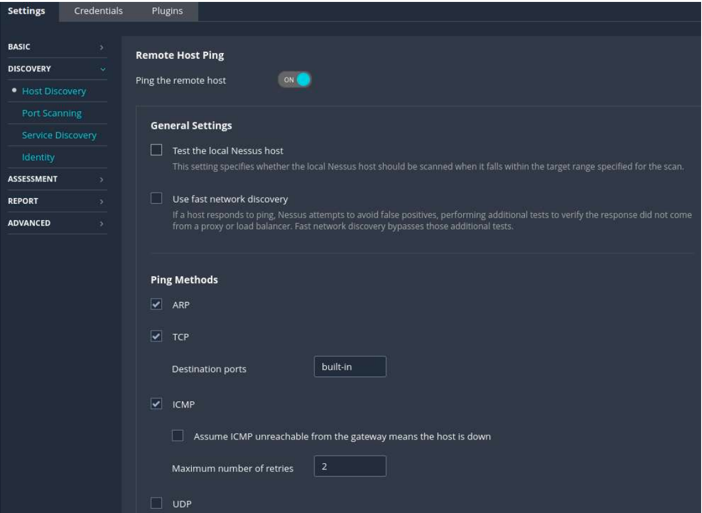 Settings Credentials Plugins
BASIC
DISCOVERY
Host Discovery
Port Scanning
Service Discovery
Identity
ASSESSMENT
REPORT
ADVANCED
Remote Host Ping
Ping the remote host ON
General Settings
Test the local Nessus host
This setting specifies whether the local Nessus host should be scanned when it falls within the target range specified for the scan.
Use fast network discovery
If a host responds to ping, Nessus attempts to avoid false positives, performing additional tests to verify the response did not come
from a proxy or load balancer. Fast network discovery bypasses those additional tests.
Ping Methods
ARP
TCP
Destination ports built-in
ICMP
Assume ICMP unreachable from the gateway means the host is down
Maximum number of retries 2
UDP